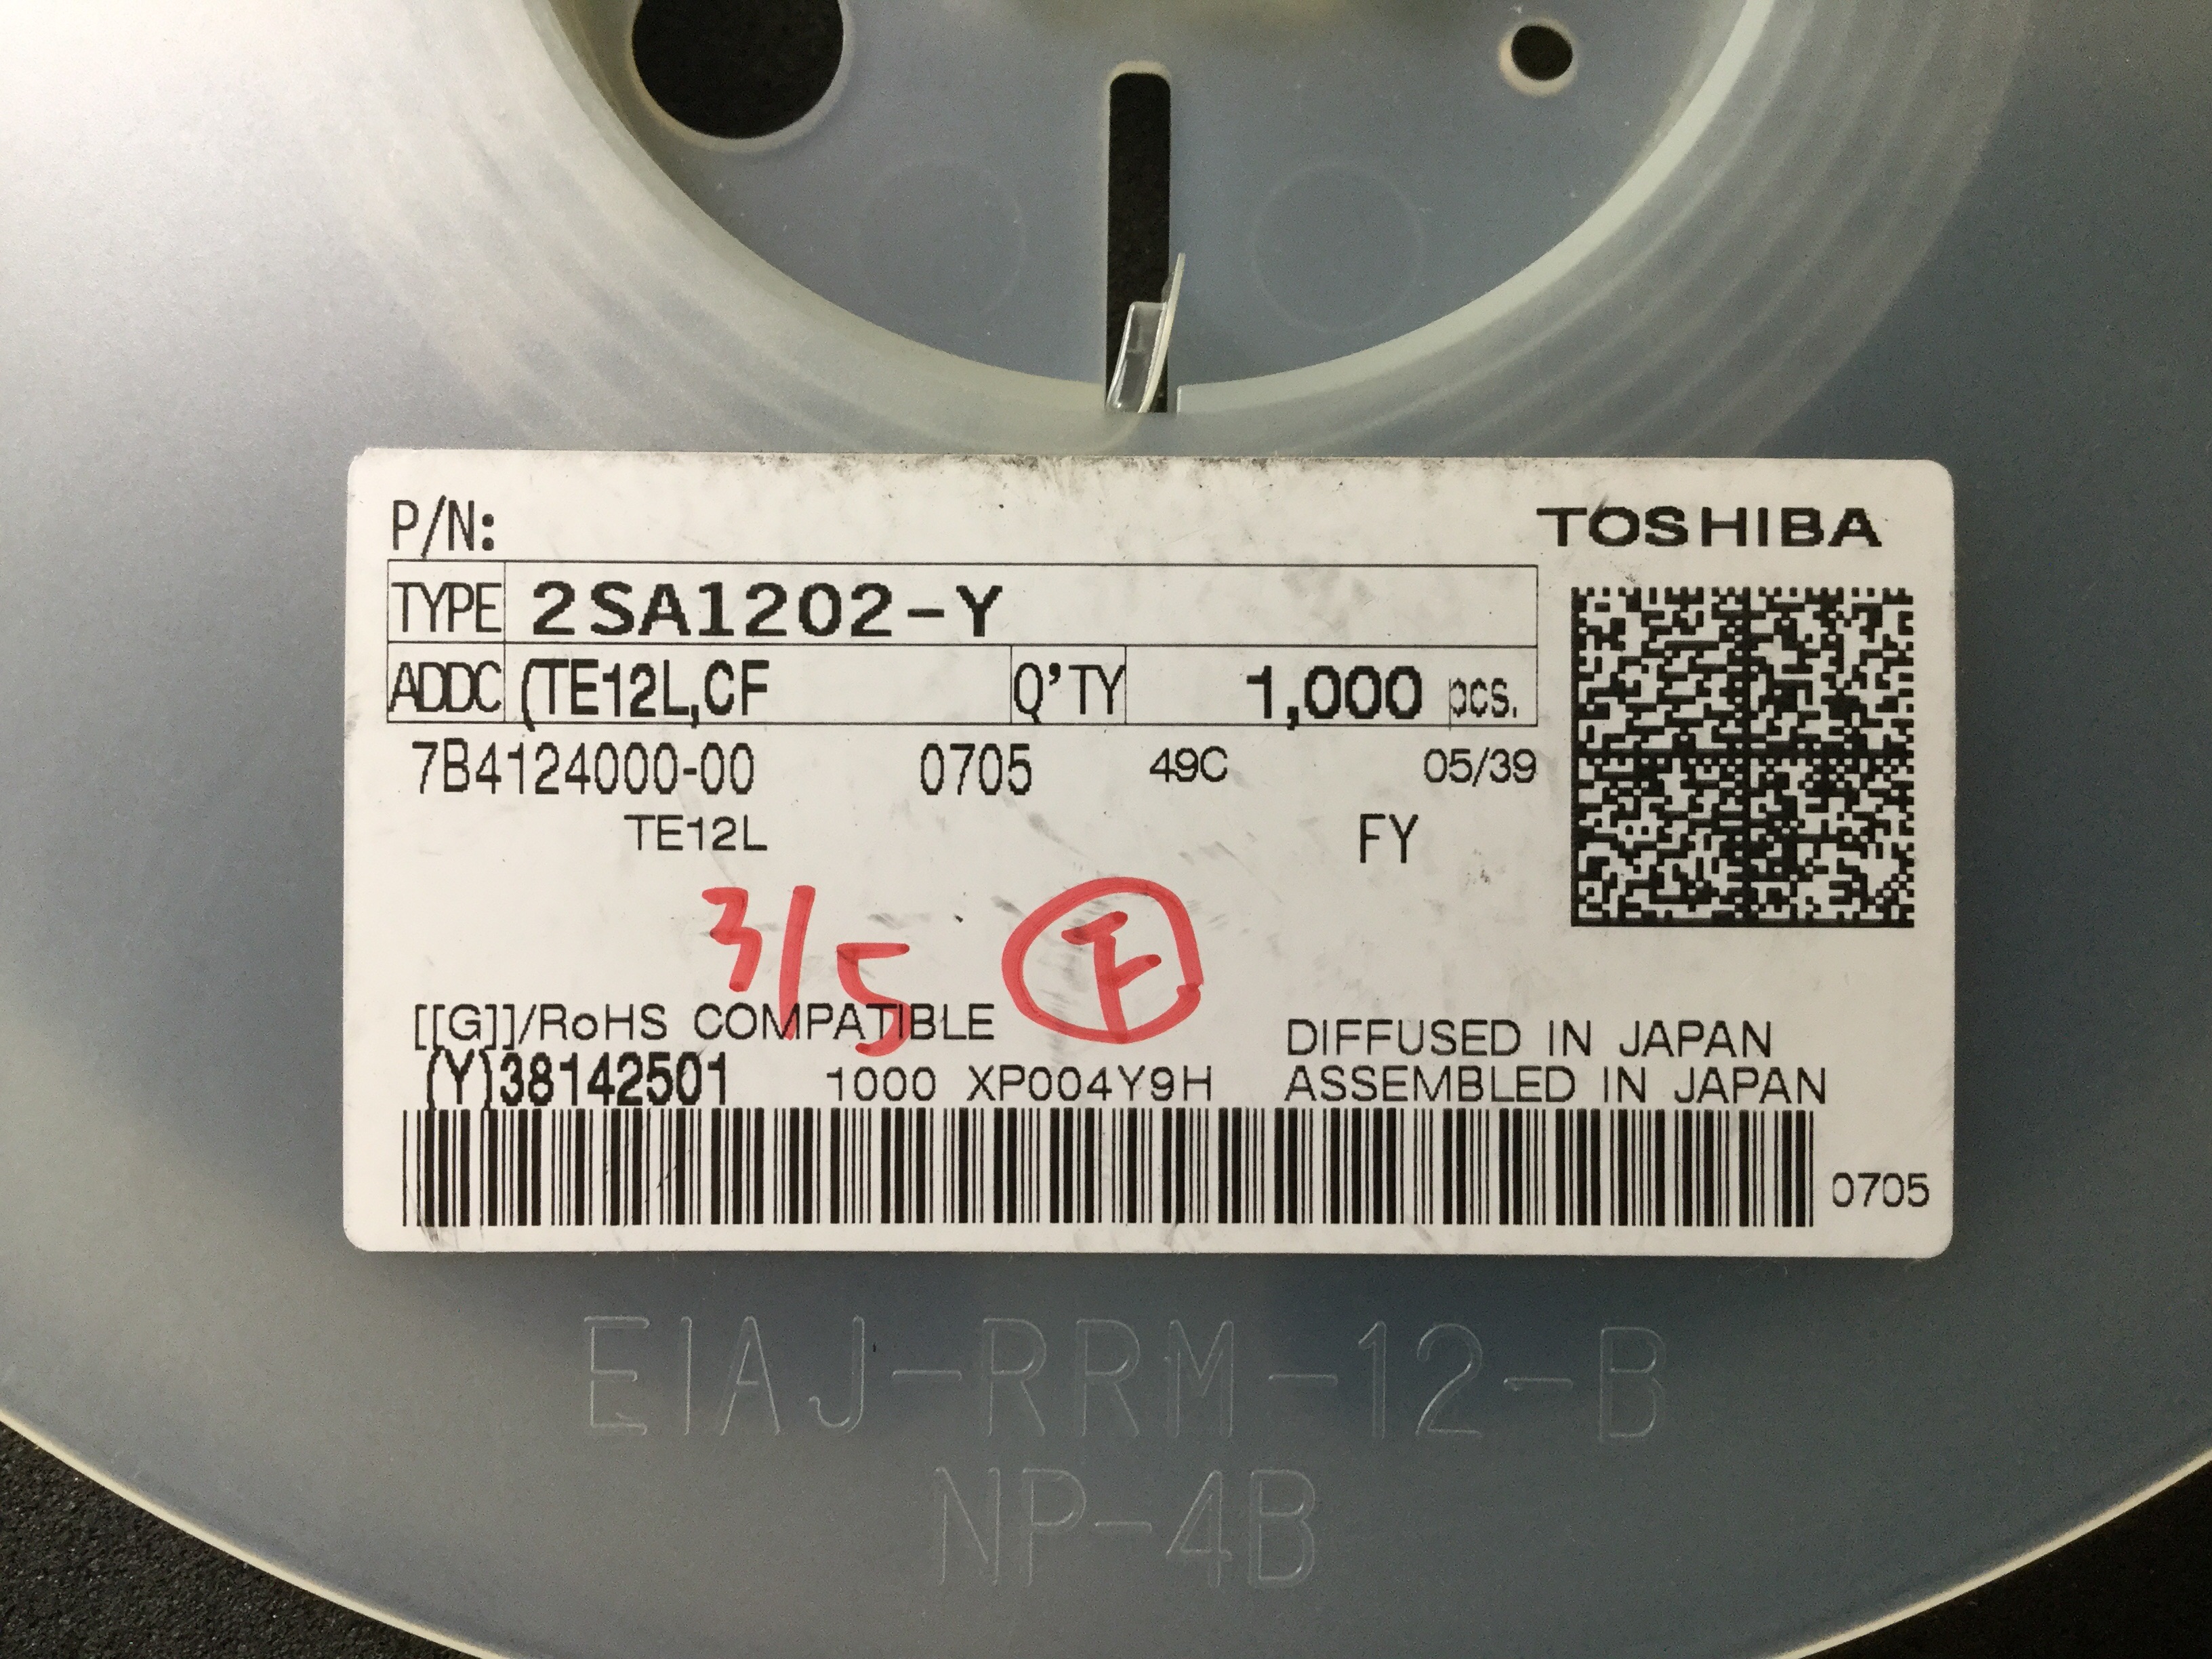 P/N:
TOSHIBA
TYPE 2SA1202-Y
ADDC (TE12L,CF Q'TY 1,000 pcs.
7B4124000-00 0705 49C 05/39
TE12L FY
3/5
[[G]]/RoHS COMPATIBLE
DIFFUSED IN JAPAN
(Y)38142501 1000 XP004Y9H
ASSEMBLED IN JAPAN
0705
EIAJ-RRM-12-B
NP-4B